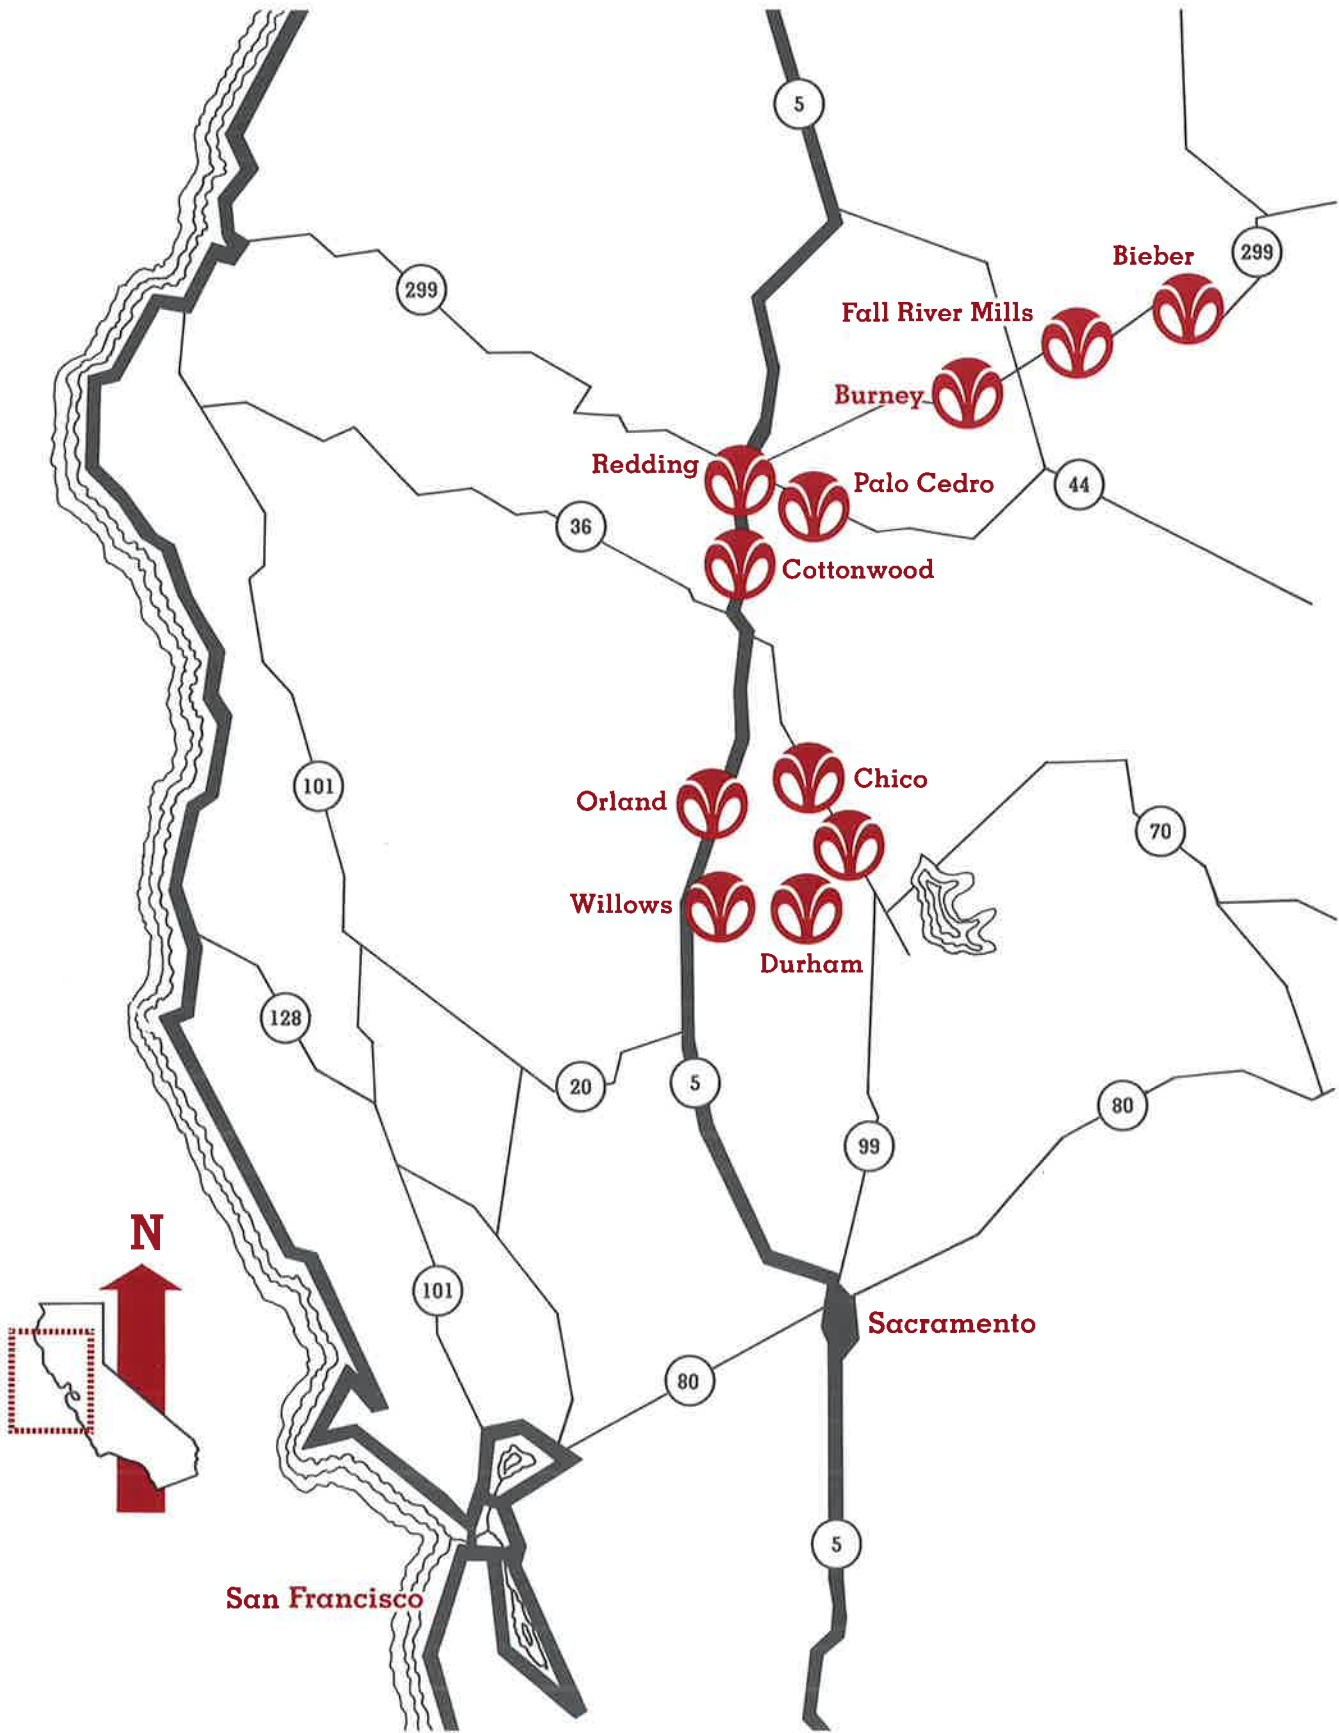 5
Bieber
299
299
Fall River Mills
Burney
Redding
Palo Cedro
44
36
Cottonwood
Chico
101
Orland
70
Willows
Durham
128
20
5
80
99
N
101
Sacramento
80
5
San Francisco